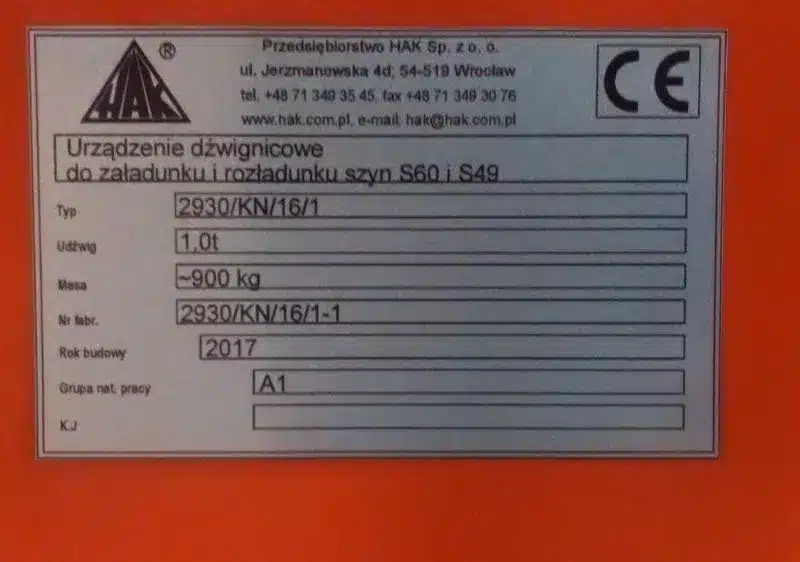 HAK ®
Przedsiębiorstwo HAK Sp. z o. o.
ul. Jerzmanowska 4d; 54-519 Wrocław
tel. +48 71 349 35 45, fax +48 71 349 30 76
www.hak.com.pl, e-mail: hak@hak.com.pl
CE
Urządzenie dźwignicowe
do załadunku i rozładunku szyn S60 i S49
Typ 2930/KN/16/1
Udźwig 1,0t
Masa ~900 kg
Nr fabr. 2930/KN/16/1-1
Rok budowy 2017
Grupa nat. pracy A1
K.J